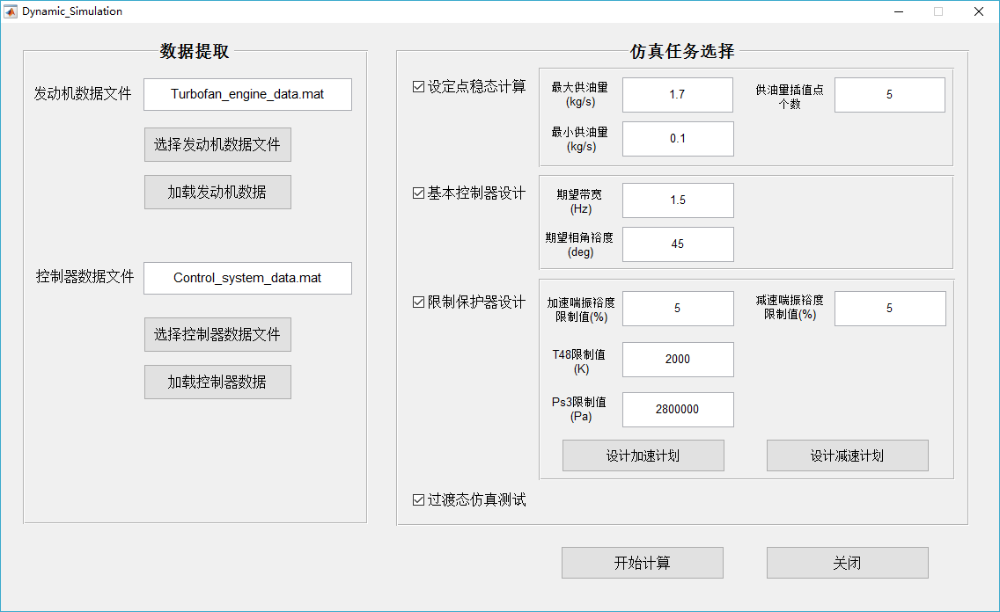 Dynamic_Simulation
数据提取
发动机数据文件
Turbofan_engine_data.mat
选择发动机数据文件
加载发动机数据
控制器数据文件
Control_system_data.mat
选择控制器数据文件
加载控制器数据
仿真任务选择
设定点稳态计算
最大供油量
(kg/s)
1.7
供油量插值点
个数
5
最小供油量
(kg/s)
0.1
基本控制器设计
期望带宽
(Hz)
1.5
期望相角裕度
(deg)
45
限制保护器设计
加速喘振裕度
限制值(%)
5
减速喘振裕度
限制值(%)
5
T48限制值
(K)
2000
Ps3限制值
(Pa)
2800000
设计加速计划
设计减速计划
过渡态仿真测试
开始计算
关闭